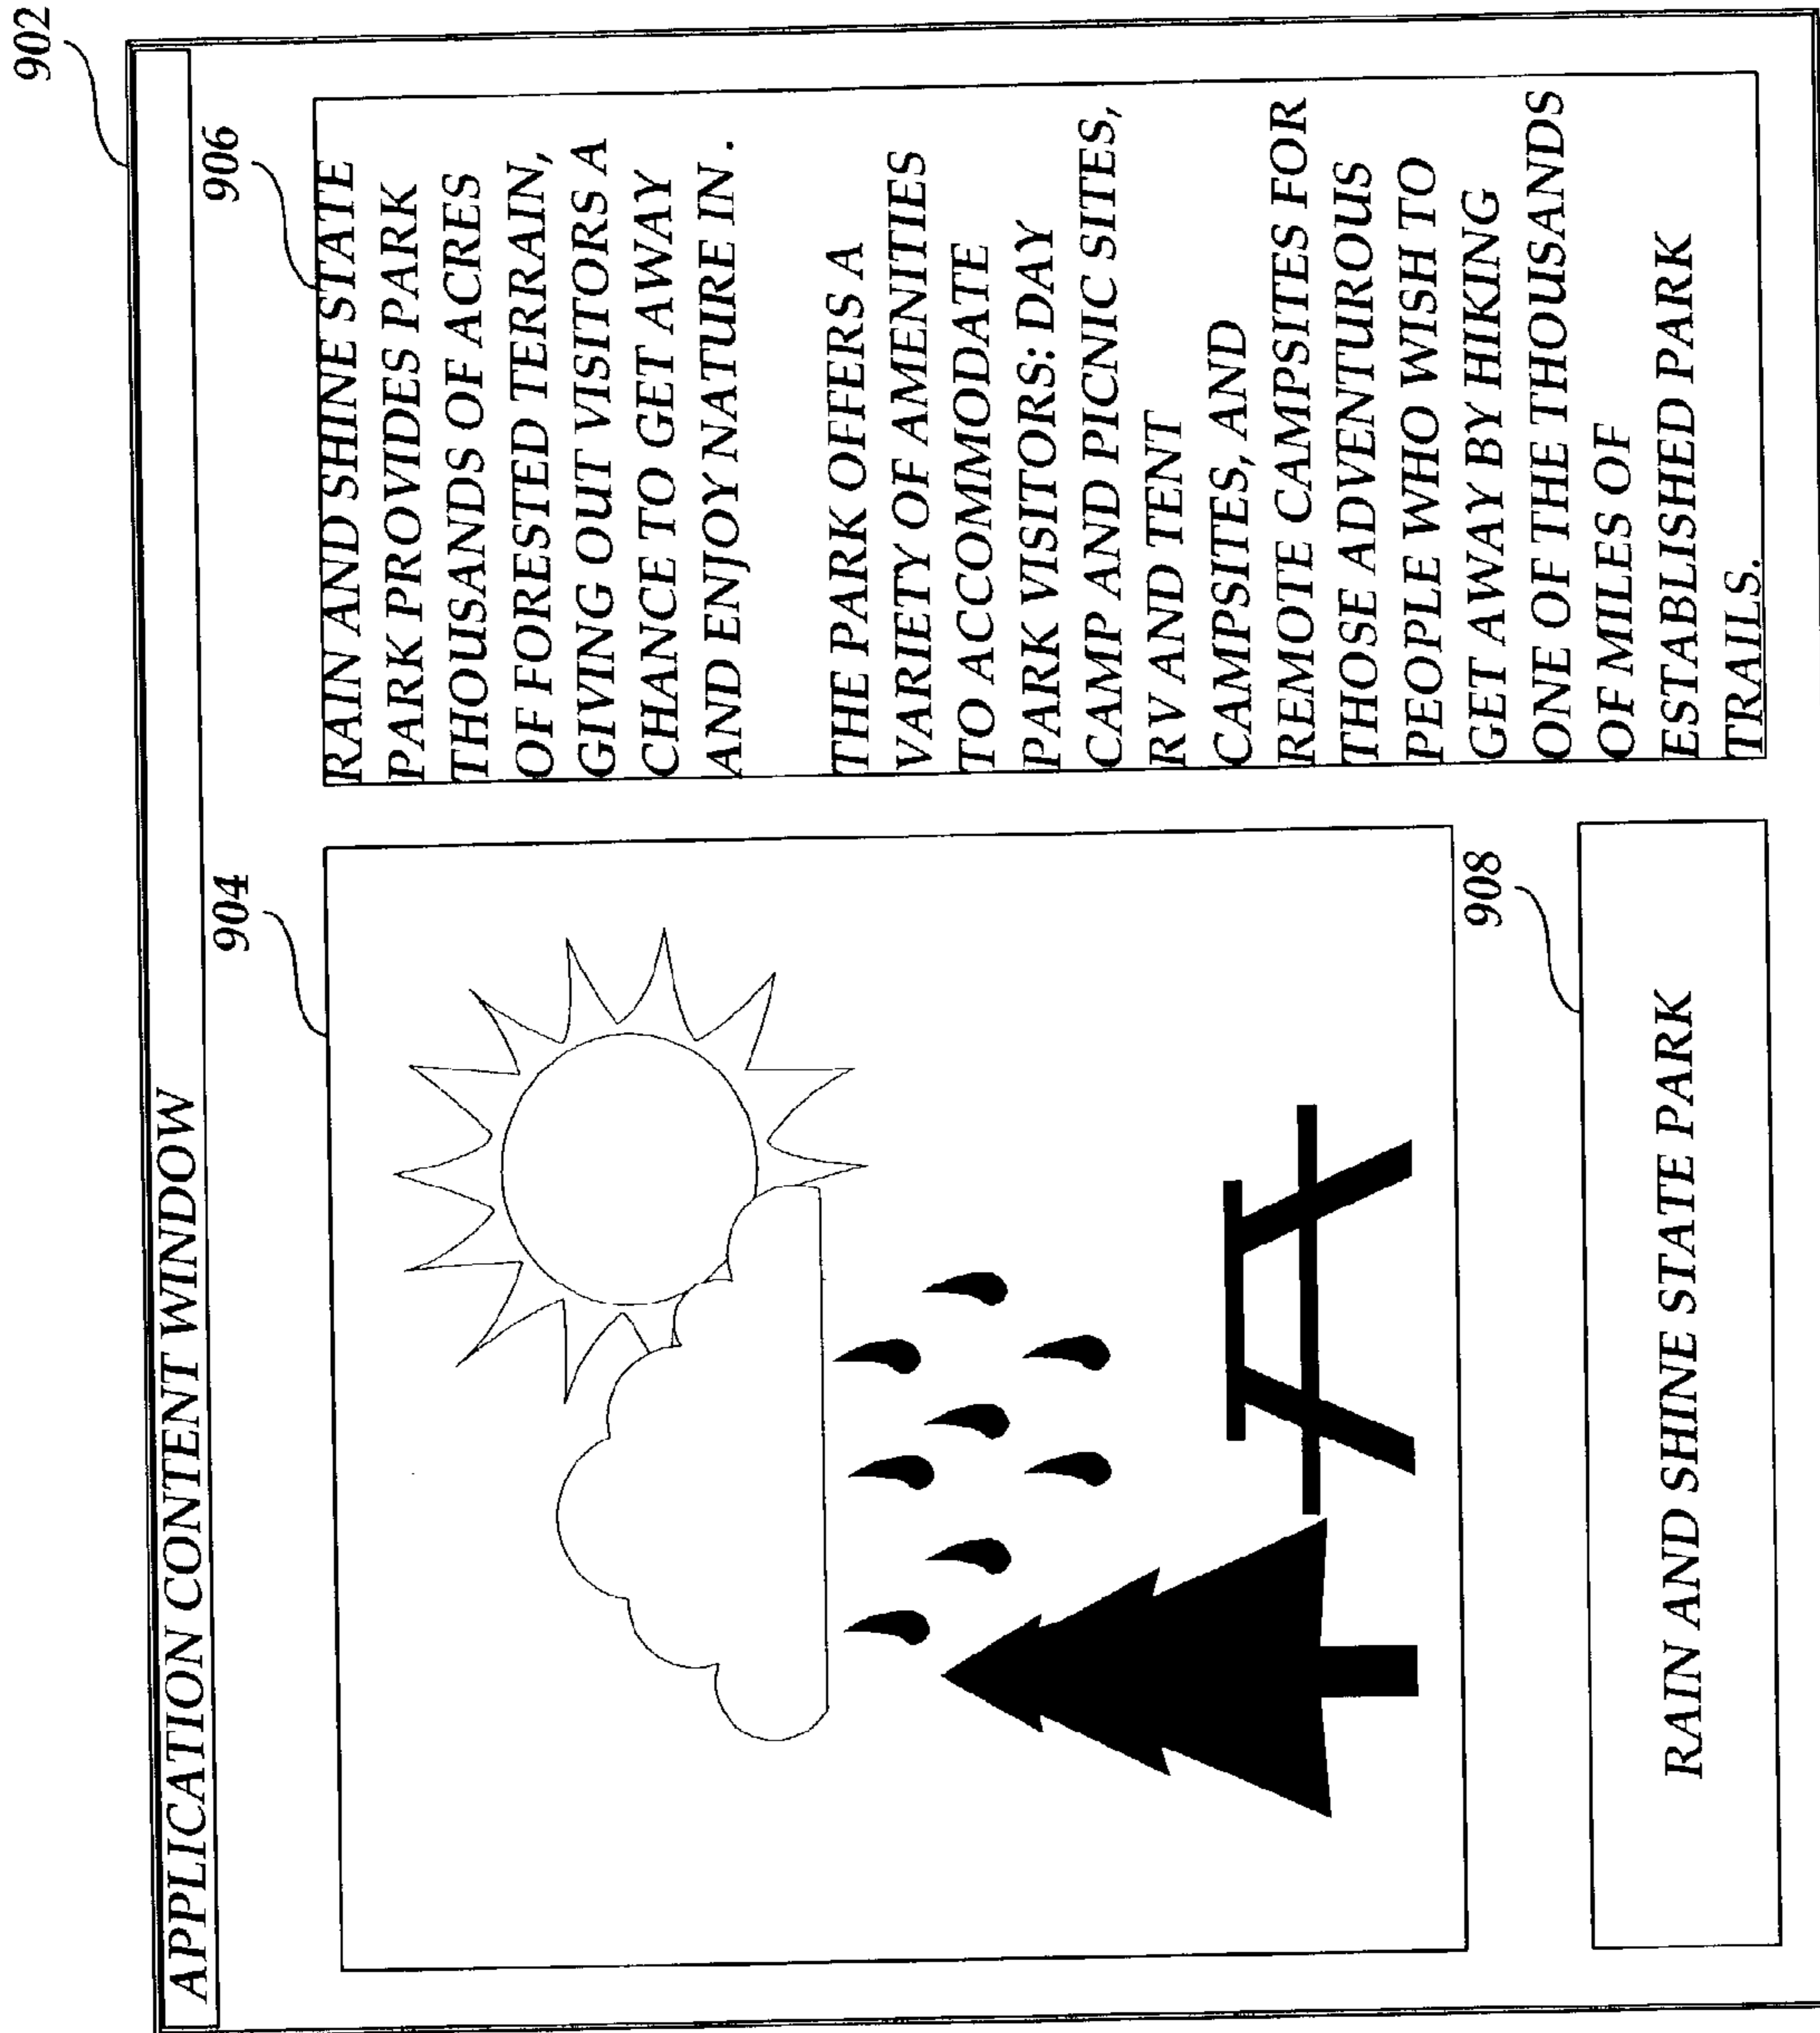 902
APPLICATION CONTENT WINDOW
904
906
RAIN AND SHINE STATE
PARK PROVIDES PARK
THOUSANDS OF ACRES
OF FORESTED TERRAIN,
GIVING OUT VISITORS A
CHANCE TO GET AWAY
AND ENJOY NATURE IN .
THE PARK OFFERS A
VARIETY OF AMENITIES
TO ACCOMMODATE
PARK VISITORS: DAY
CAMP AND PICNIC SITES,
RV AND TENT
CAMPSITES, AND
REMOTE CAMPSITES FOR
THOSE ADVENTUROUS
PEOPLE WHO WISH TO
GET AWAY BY HIKING
ONE OF THE THOUSANDS
OF MILES OF
ESTABLISHED PARK
TRAILS.
908
RAIN AND SHINE STATE PARK